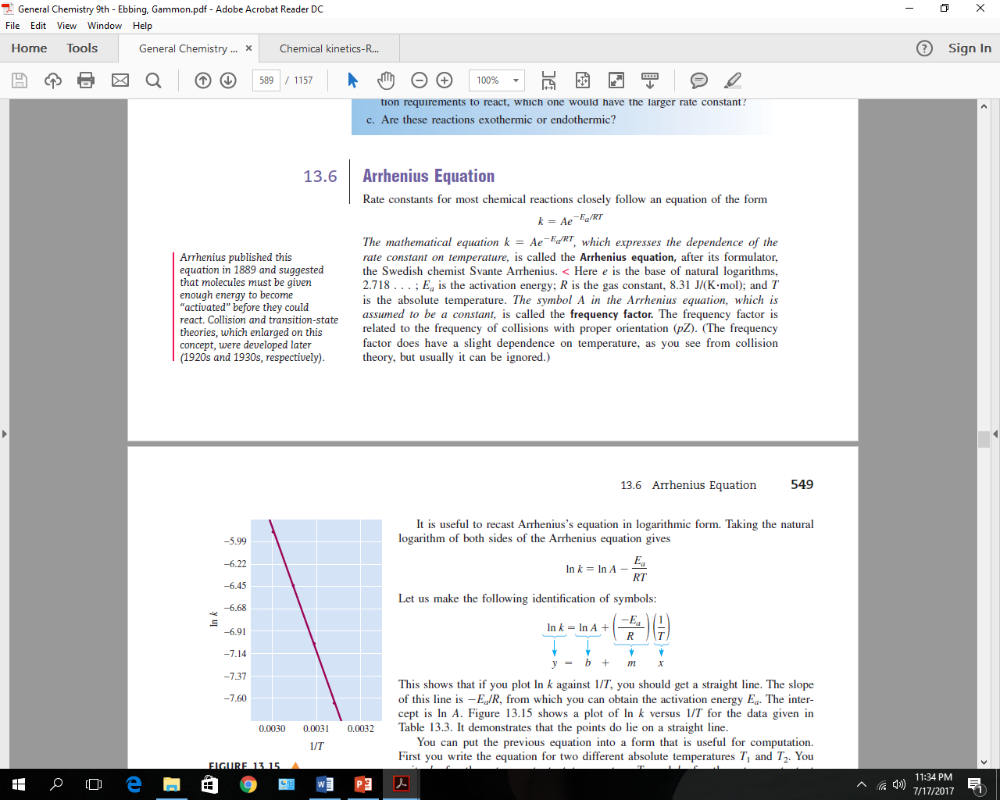 General Chemistry 9th - Ebbing, Gammon.pdf - Adobe Acrobat Reader DC
File Edit View Window Help
Home Tools General Chemistry ... × Chemical kinetics-R... ? Sign In
589 / 1157 100%
tion requirements to react, which one would have the larger rate constant?
c. Are these reactions exothermic or endothermic?
13.6 Arrhenius Equation
Rate constants for most chemical reactions closely follow an equation of the form
k = Ae^−Ea/RT
The mathematical equation k = Ae^−Ea/RT, which expresses the dependence of the
rate constant on temperature, is called the Arrhenius equation, after its formulator,
the Swedish chemist Svante Arrhenius. < Here e is the base of natural logarithms,
2.718 . . . ; Ea is the activation energy; R is the gas constant, 8.31 J/(K·mol); and T
is the absolute temperature. The symbol A in the Arrhenius equation, which is
assumed to be a constant, is called the frequency factor. The frequency factor is
related to the frequency of collisions with proper orientation (pZ). (The frequency
factor does have a slight dependence on temperature, as you see from collision
theory, but usually it can be ignored.)
Arrhenius published this
equation in 1889 and suggested
that molecules must be given
enough energy to become
“activated” before they could
react. Collision and transition-state
theories, which enlarged on this
concept, were developed later
(1920s and 1930s, respectively).
13.6 Arrhenius Equation 549
−5.99
−6.22
−6.45
−6.68
−6.91
−7.14
−7.37
−7.60
ln k
0.0030 0.0031 0.0032
1/T
FIGURE 13.15
It is useful to recast Arrhenius’s equation in logarithmic form. Taking the natural
logarithm of both sides of the Arrhenius equation gives
ln k = ln A − Ea/RT
Let us make the following identification of symbols:
ln k = ln A + (−Ea/R) (1/T)
y = b + m x
This shows that if you plot ln k against 1/T, you should get a straight line. The slope
of this line is −Ea/R, from which you can obtain the activation energy Ea. The inter-
cept is ln A. Figure 13.15 shows a plot of ln k versus 1/T for the data given in
Table 13.3. It demonstrates that the points do lie on a straight line.
You can put the previous equation into a form that is useful for computation.
First you write the equation for two different absolute temperatures T1 and T2. You
11:34 PM
7/17/2017
1